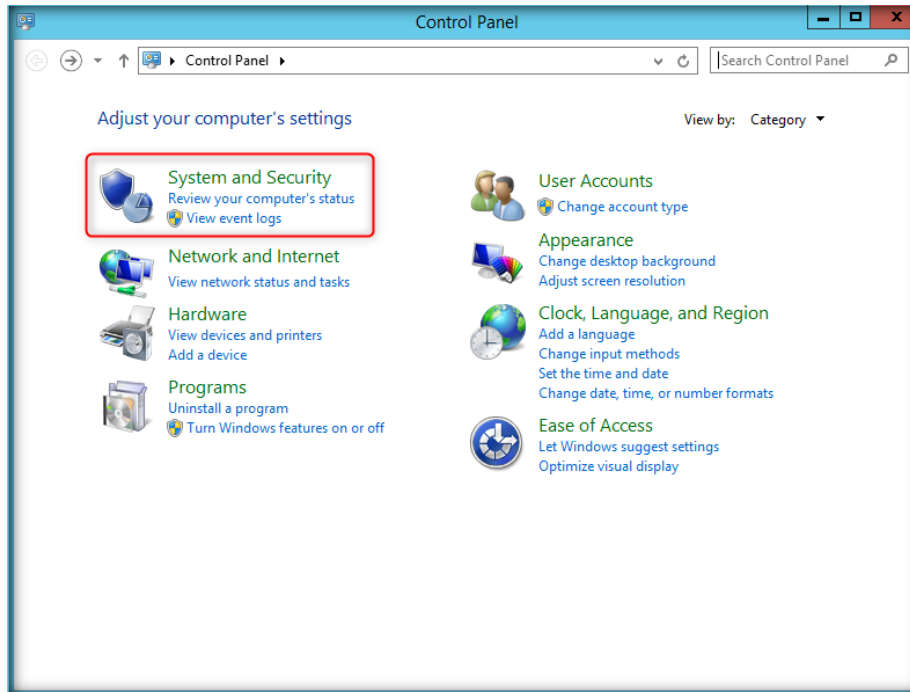 Control Panel
Control Panel
Search Control Panel
Adjust your computer's settings
View by: Category
System and Security
Review your computer's status
View event logs
Network and Internet
View network status and tasks
Hardware
View devices and printers
Add a device
Programs
Uninstall a program
Turn Windows features on or off
User Accounts
Change account type
Appearance
Change desktop background
Adjust screen resolution
Clock, Language, and Region
Add a language
Change input methods
Set the time and date
Change date, time, or number formats
Ease of Access
Let Windows suggest settings
Optimize visual display